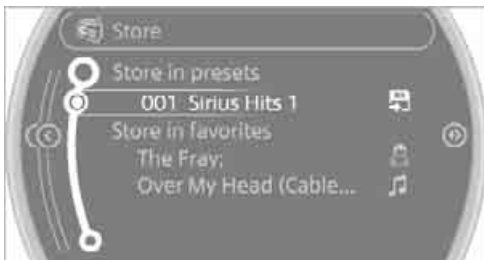 Store
Store in presets
001 Sirius Hits 1
Store in favorites
The Fray:
Over My Head (Cable...